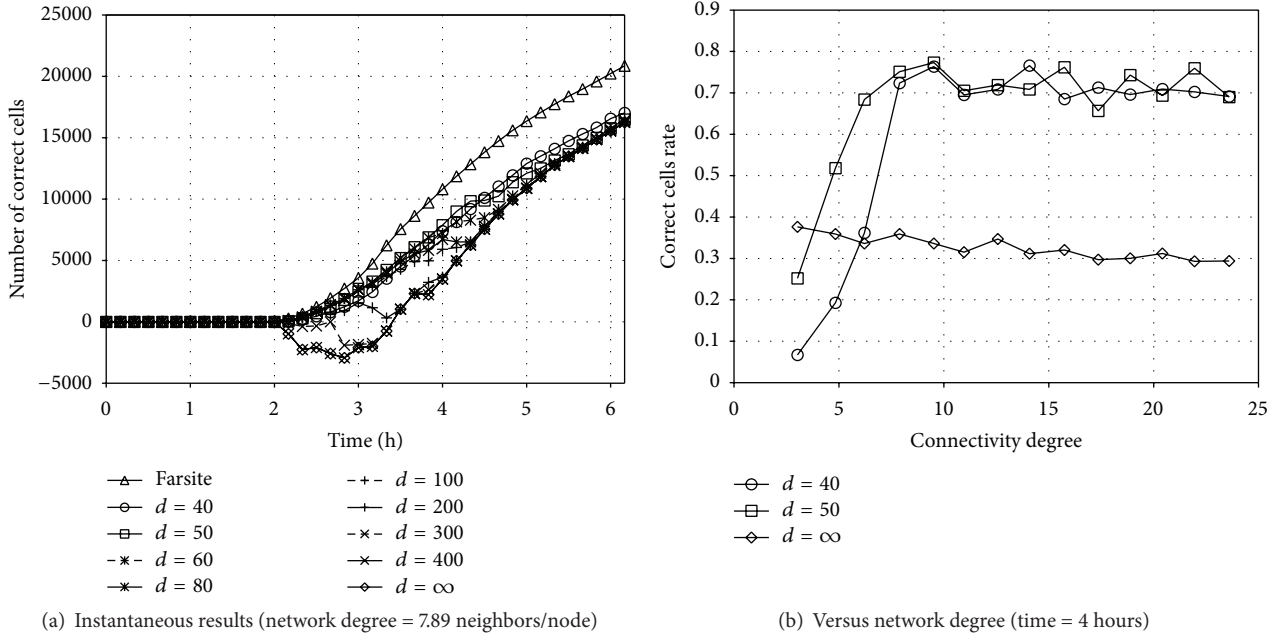 25000
20000
15000
10000
5000
0
−5000
Number of correct cells
0 1 2 3 4 5 6
Time (h)
Farsite
d = 40
d = 50
d = 60
d = 80
d = 100
d = 200
d = 300
d = 400
d = ∞
(a) Instantaneous results (network degree = 7.89 neighbors/node)
0.9
0.8
0.7
0.6
0.5
0.4
0.3
0.2
0.1
0
Correct cells rate
0 5 10 15 20 25
Connectivity degree
d = 40
d = 50
d = ∞
(b) Versus network degree (time = 4 hours)